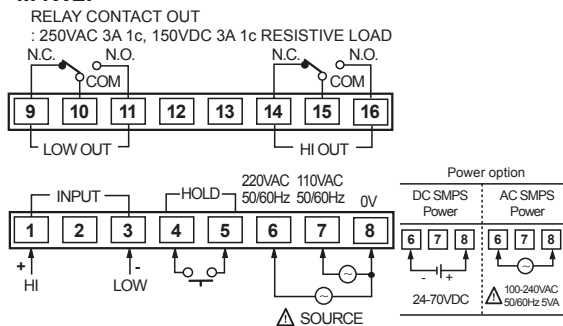 RELAY CONTACT OUT
: 250VAC 3A 1c, 150VDC 3A 1c RESISTIVE LOAD
N.C. N.O. N.C. N.O.
COM COM
9 10 11 12 13 14 15 16
LOW OUT HI OUT
INPUT HOLD 220VAC 50/60Hz 110VAC 50/60Hz 0V
1 2 3 4 5 6 7 8
+ -
HI LOW
SOURCE
Power option
DC SMPS Power
AC SMPS Power
6 7 8 6 7 8
- +
24-70VDC
100-240VAC
50/60Hz 5VA